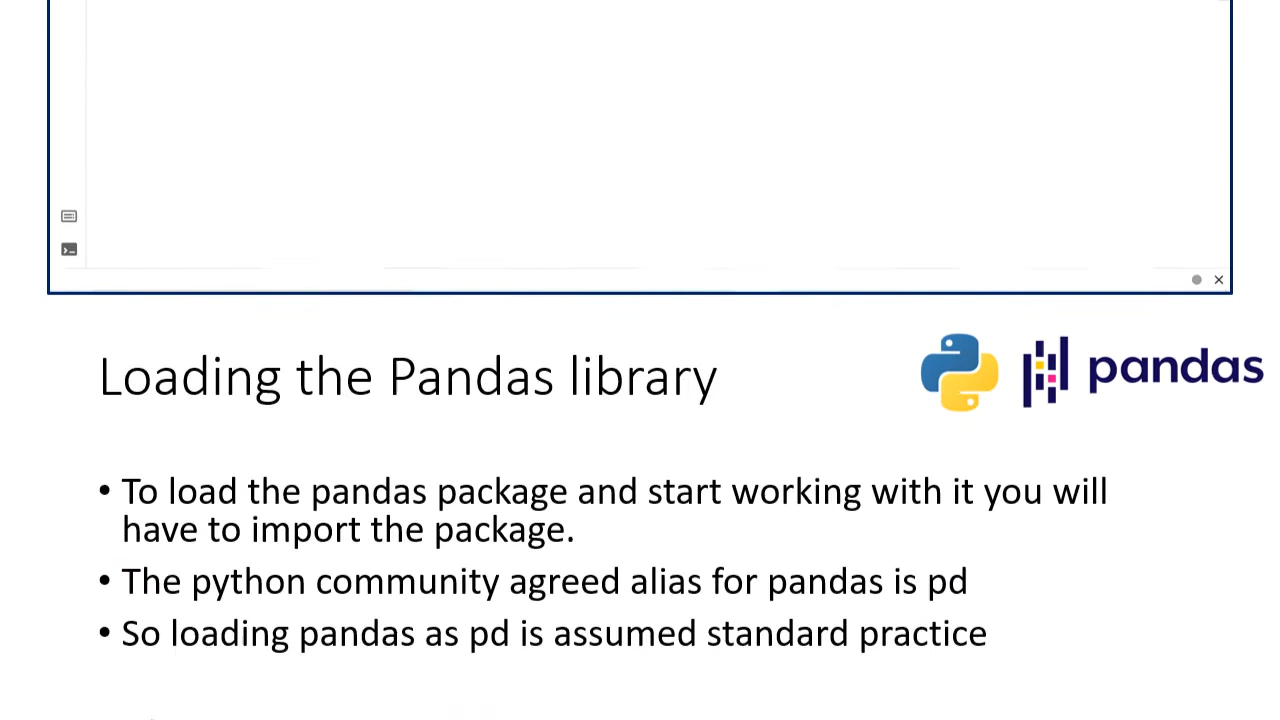 Loading the Pandas library
pandas
• To load the pandas package and start working with it you will
have to import the package.
• The python community agreed alias for pandas is pd
• So loading pandas as pd is assumed standard practice